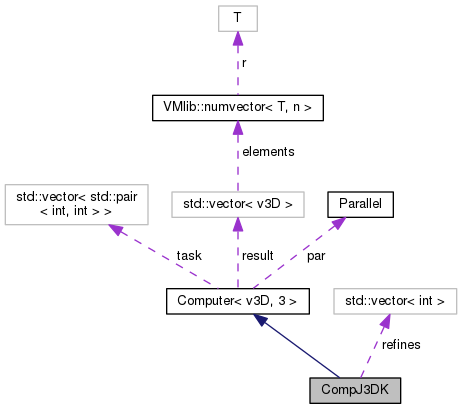 T
r
VMlib::numvector< T, n >
elements
std::vector< std::pair
< int, int > >
std::vector< v3D >
Parallel
task
result
par
Computer< v3D, 3 >
std::vector< int >
refines
CompJ3DK